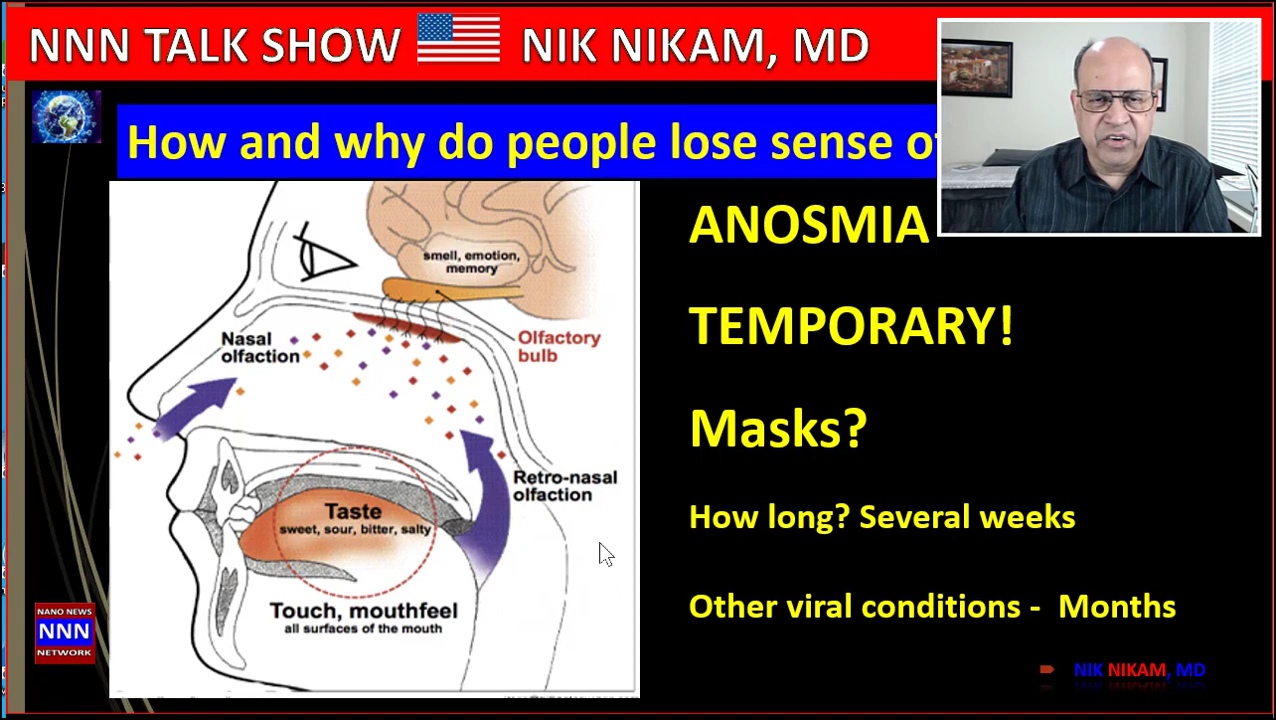 NNN TALK SHOW NIK NIKAM, MD
How and why do people lose sense of
smell, emotion,
memory
Nasal
olfaction
Olfactory
bulb
Retro-nasal
olfaction
Taste
sweet, sour, bitter, salty
Touch, mouthfeel
all surfaces of the mouth
ANOSMIA
TEMPORARY!
Masks?
How long? Several weeks
Other viral conditions - Months
NANO NEWS
NNN
NETWORK
NIK NIKAM, MD